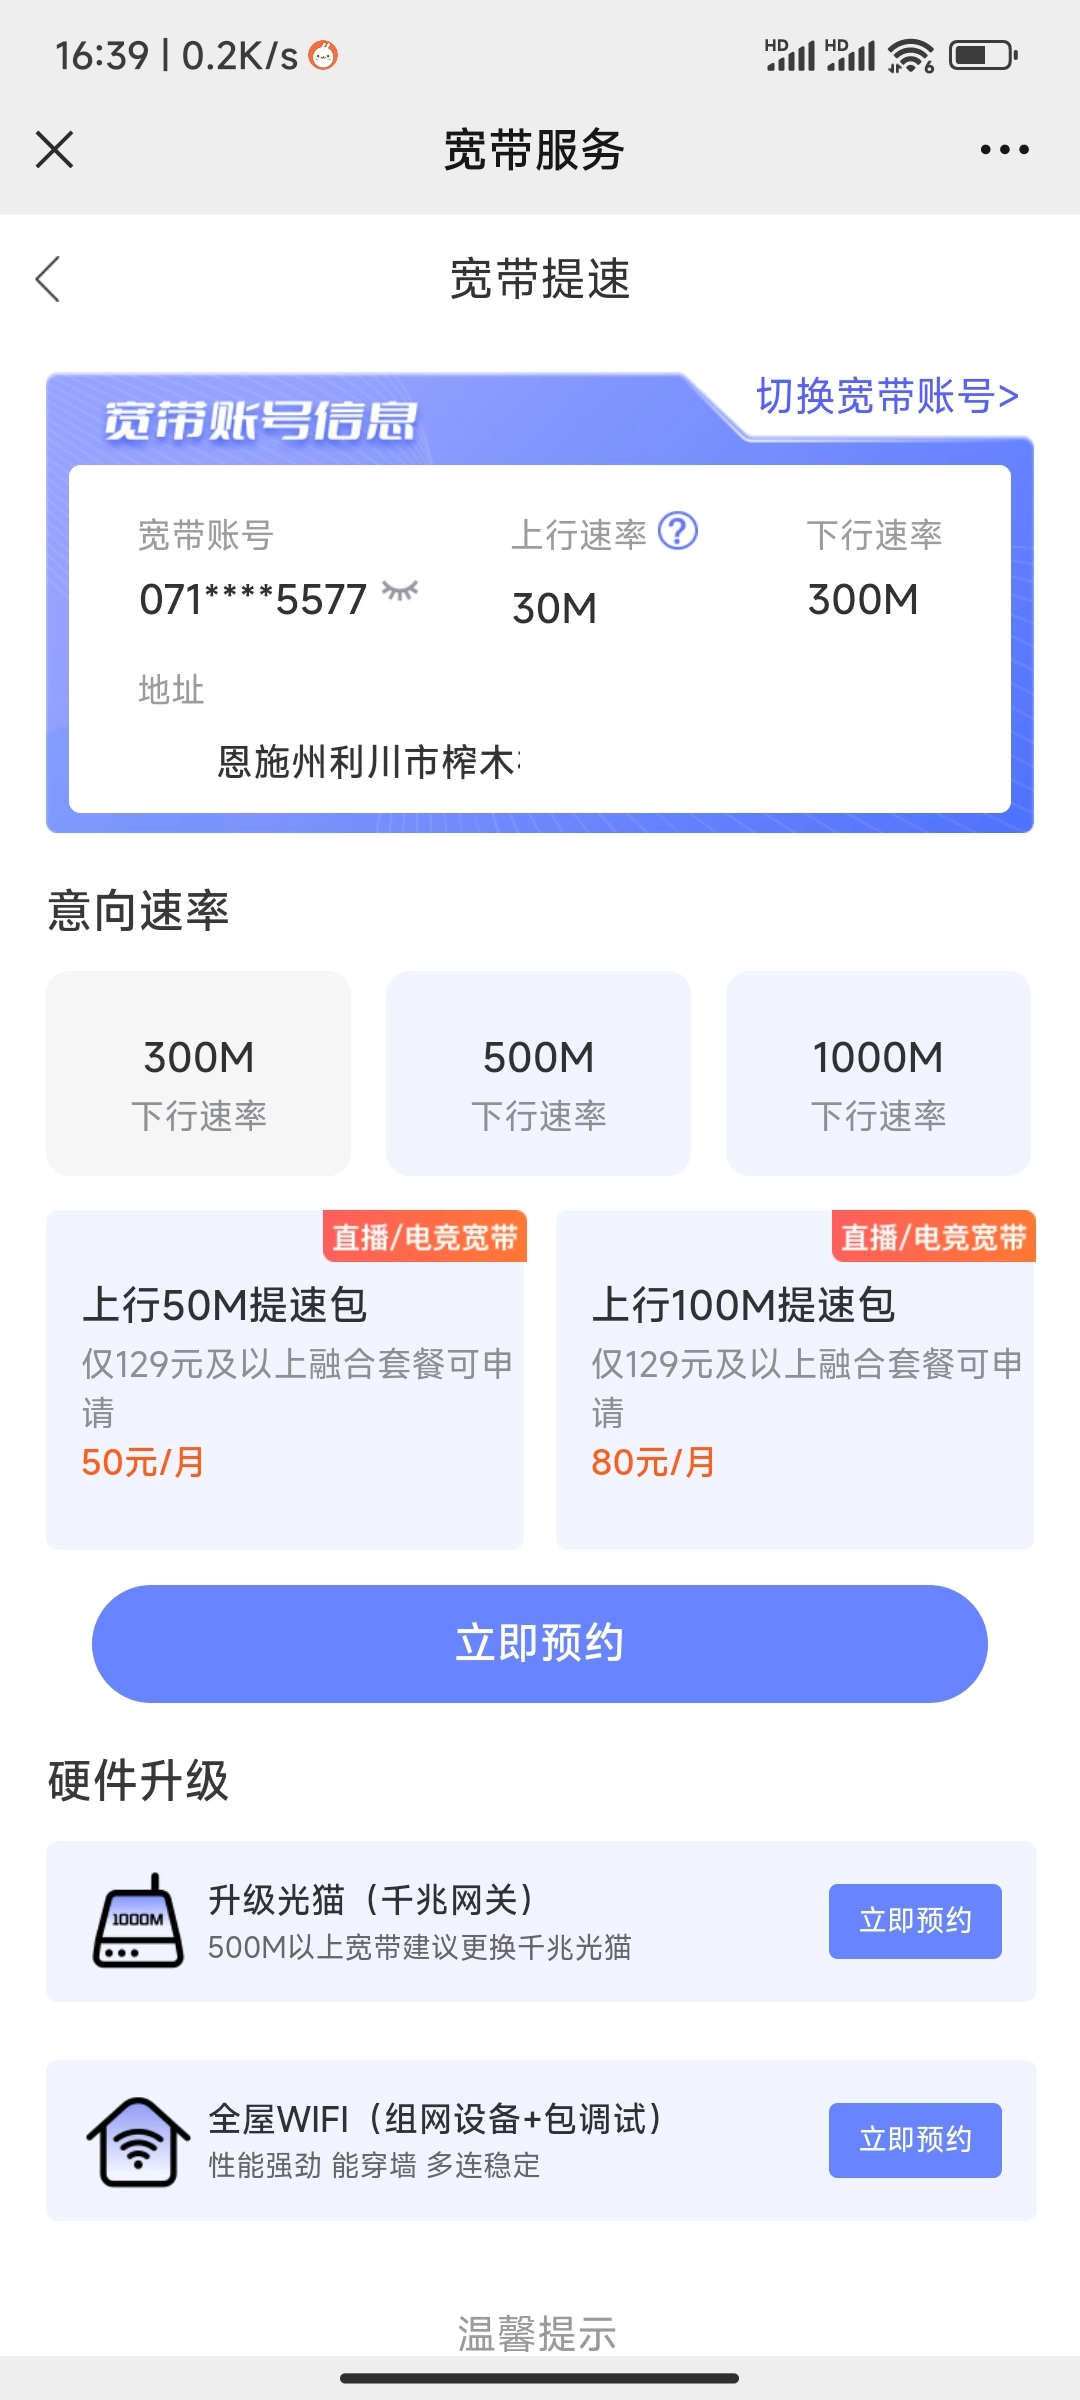 16:39 | 0.2K/s
HD HD 6
宽带服务
宽带提速
宽带账号信息
切换宽带账号>
宽带账号 上行速率 ? 下行速率
071****5577 30M 300M
地址
恩施州利川市榨木
意向速率
300M 500M 1000M
下行速率 下行速率 下行速率
直播/电竞宽带 直播/电竞宽带
上行50M提速包 上行100M提速包
仅129元及以上融合套餐可申 仅129元及以上融合套餐可申
请 请
50元/月 80元/月
立即预约
硬件升级
1000M
升级光猫（千兆网关）
500M以上宽带建议更换千兆光猫
立即预约
全屋WIFI（组网设备+包调试）
性能强劲 能穿墙 多连稳定
立即预约
温馨提示